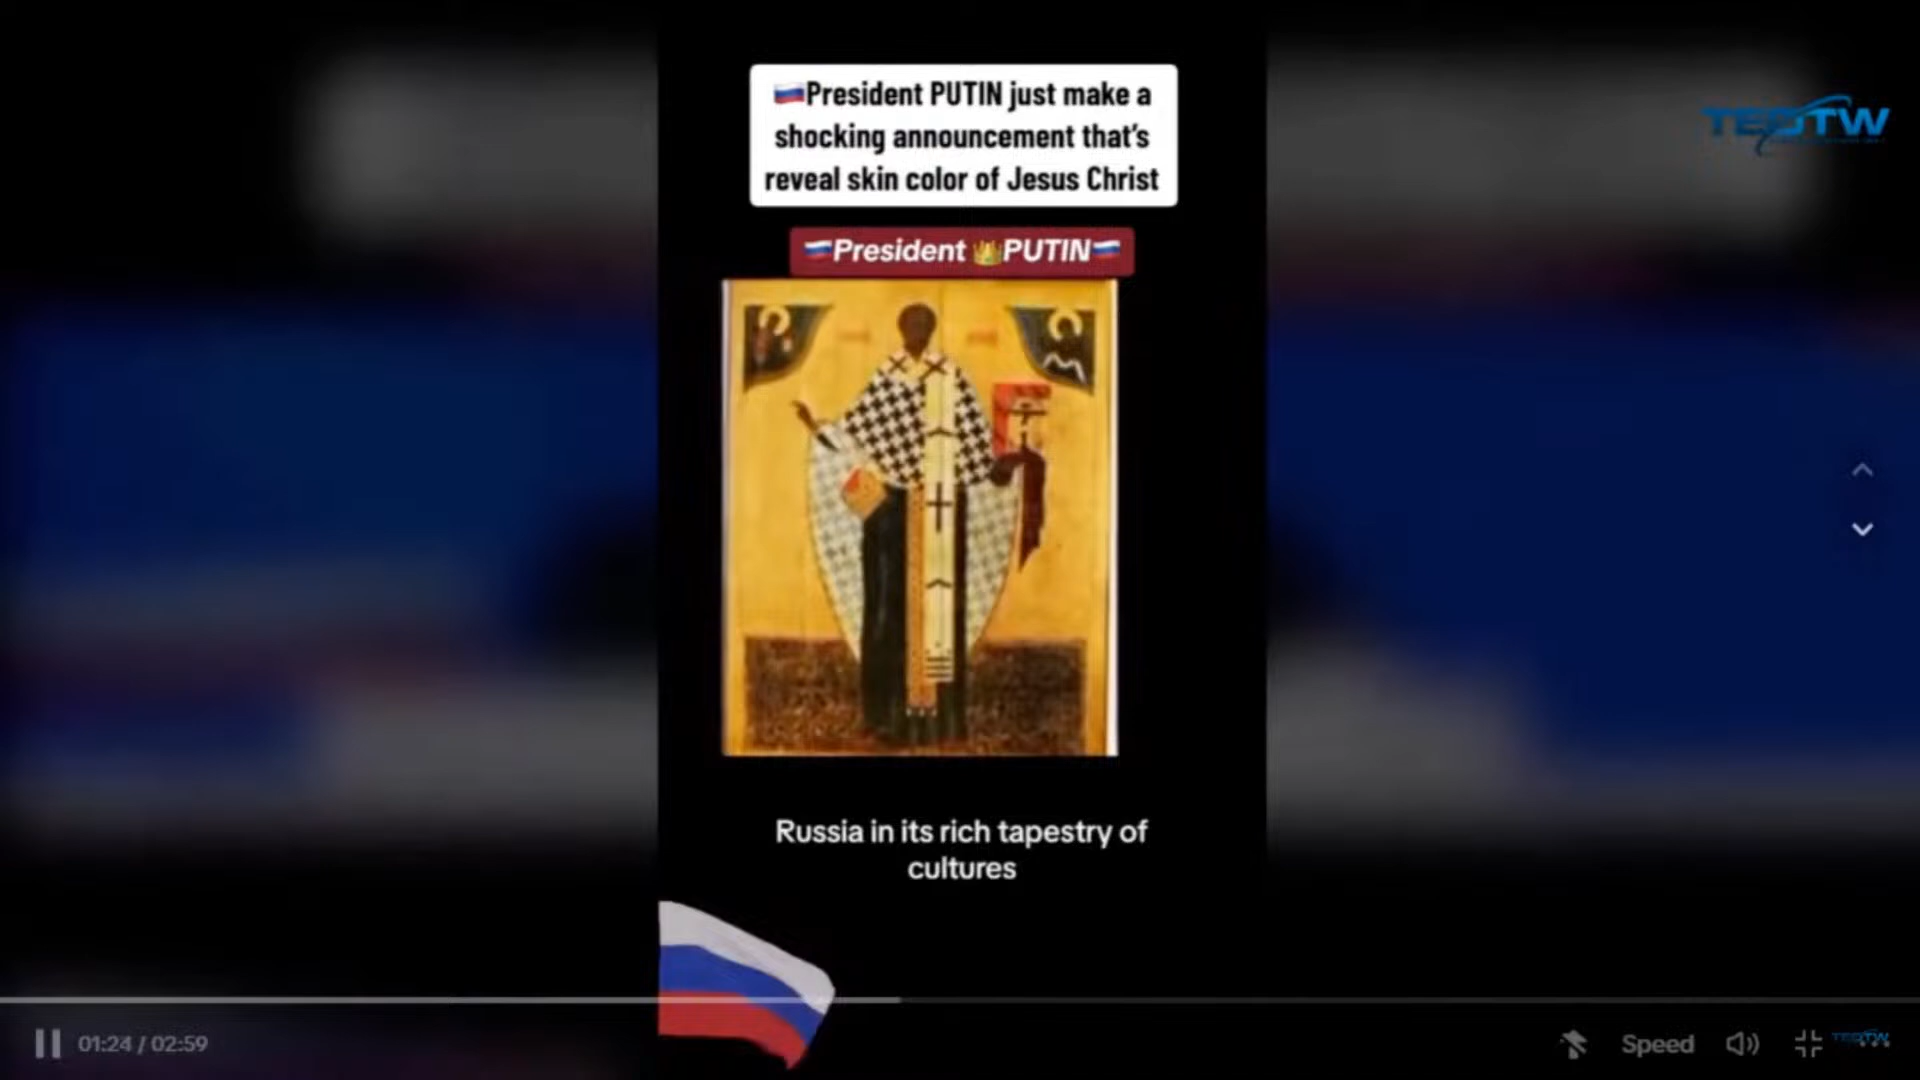 🇷🇺President PUTIN just make a
shocking announcement that's
reveal skin color of Jesus Christ
🇷🇺President 👑PUTIN🇷🇺
Russia in its rich tapestry of
cultures
01:24 / 02:59
Speed